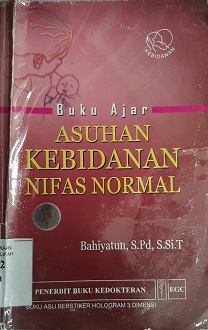 KEBIDANAN
Buku Ajar
ASUHAN
KEBIDANAN
NIFAS NORMAL
Bahiyatun, S.Pd, S.Si.T
PENERBIT BUKU KEDOKTERAN
EGC
BUKU ASLI BERSTIKER HOLOGRAM 3 DIMENSI